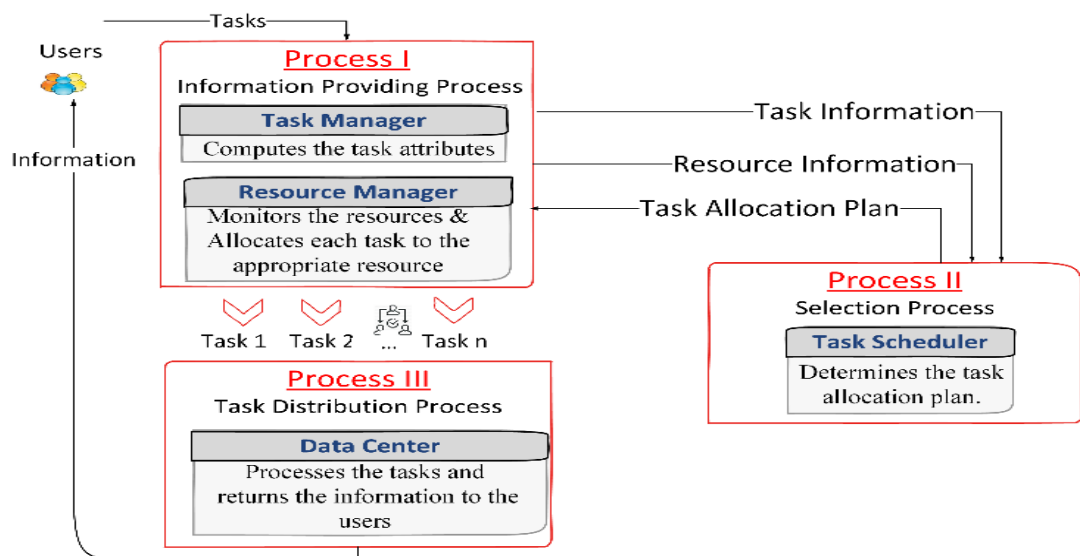 Tasks
Users
Information
Process I
Information Providing Process
Task Manager
Computes the task attributes
Resource Manager
Monitors the resources &
Allocates each task to the
appropriate resource
Task Information
Resource Information
Task Allocation Plan
Process II
Selection Process
Task Scheduler
Determines the task
allocation plan.
Task 1 Task 2 ... Task n
Process III
Task Distribution Process
Data Center
Processes the tasks and
returns the information to the
users